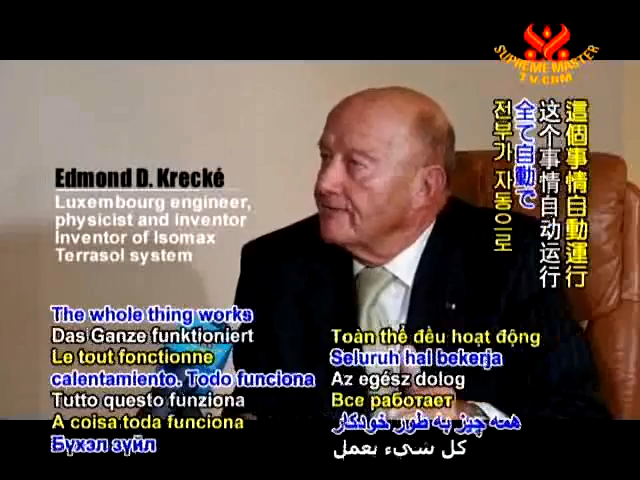 SUPREME MASTER
TV.COM
Edmond D. Krecké
Luxembourg engineer,
physicist and inventor
Inventor of Isomax
Terrasol system
這個事情自動運行
这个事情自动运行
全て自動で
전부가 자동으로
The whole thing works
Das Ganze funktioniert
Le tout fonctionne
calentamiento. Todo funciona
Tutto questo funziona
A coisa toda funciona
Бүхэл зүйл
Toàn thể đều hoạt động
Seluruh hal bekerja
Az egész dolog
Все работает
همه چیز به طور خودکار
كل شيء يعمل